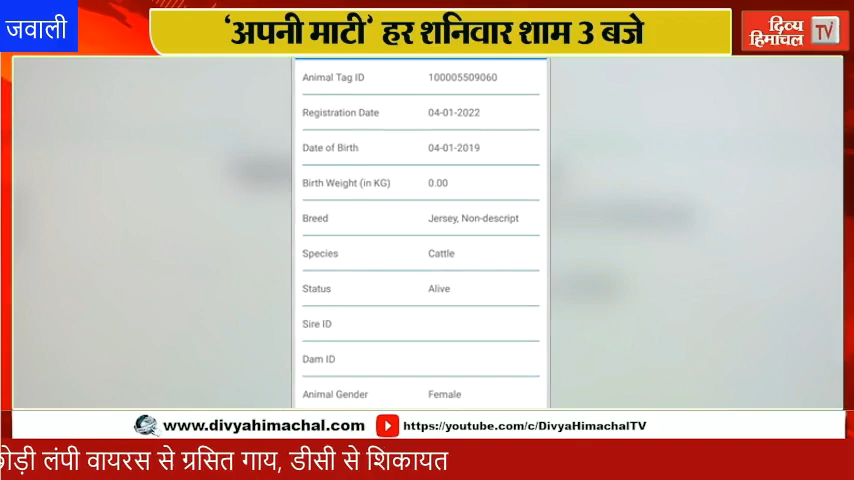 जवाली
‘अपनी माटी’ हर शनिवार शाम 3 बजे
दिव्य
हिमाचल TV
Animal Tag ID 100005509060
Registration Date 04-01-2022
Date of Birth 04-01-2019
Birth Weight (in KG) 0.00
Breed Jersey, Non-descript
Species Cattle
Status Alive
Sire ID
Dam ID
Animal Gender Female
www.divyahimachal.com https://youtube.com/c/DivyaHimachalTV
लंपी वायरस से ग्रसित गाय, डीसी से शिकायत